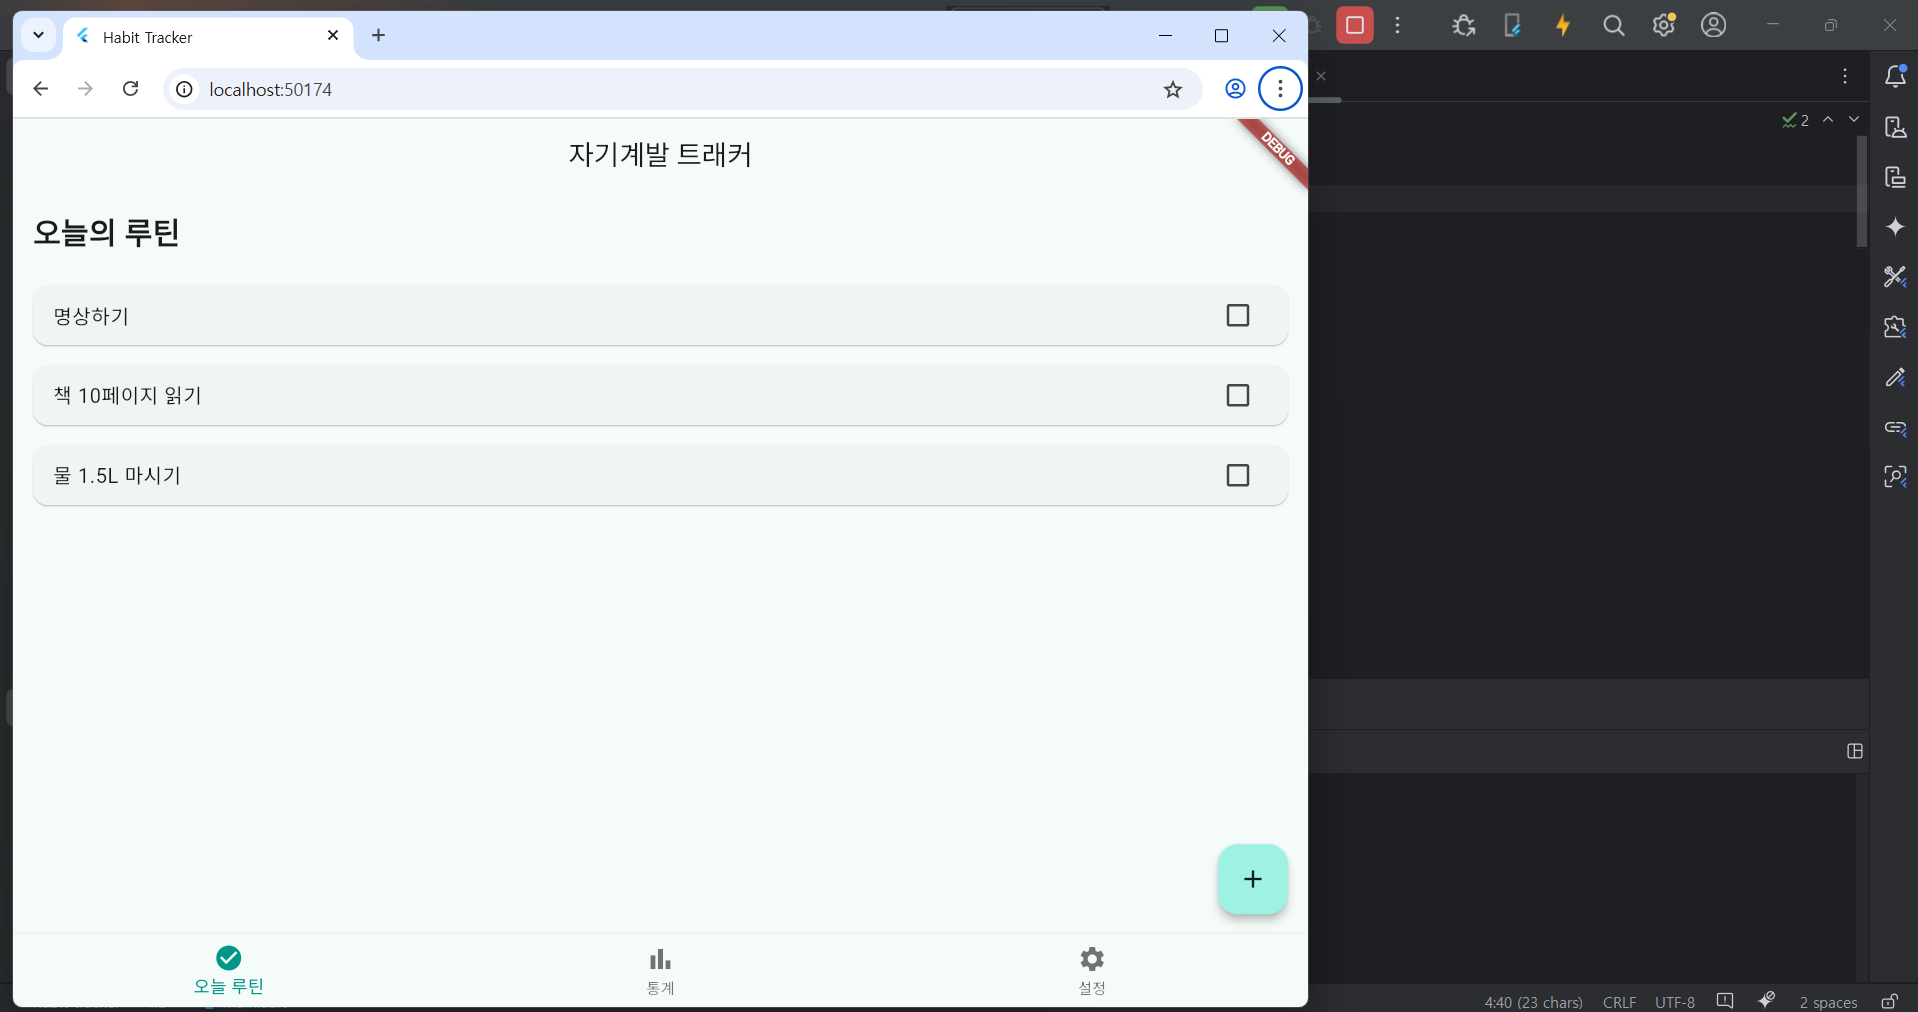 Habit Tracker
localhost:50174
자기계발 트래커
DEBUG
오늘의 루틴
명상하기
책 10페이지 읽기
물 1.5L 마시기
오늘 루틴
통계
설정
2
4:40 (23 chars) CRLF UTF-8 2 spaces